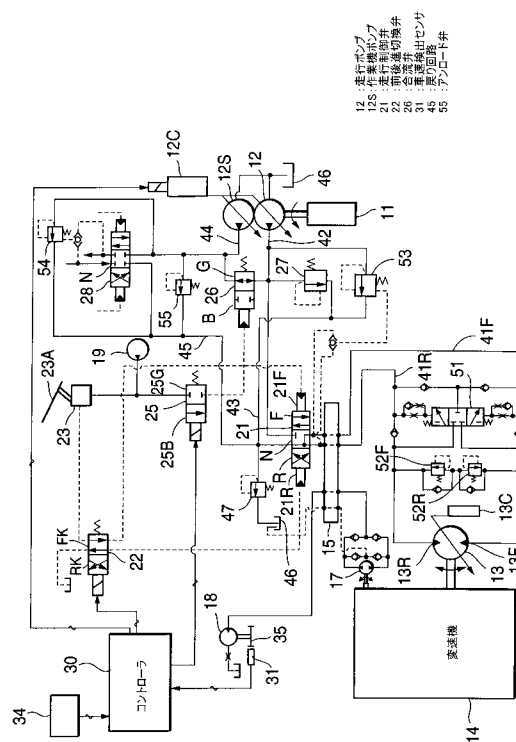 12 : 走行ポンプ
12S : 作業機ポンプ
21 : 走行制御弁
22 : 前後進切換弁
26 : 合流弁
31 : 車速検出センサ
45 : 戻り回路
55 : アンロード弁
54
N
28
12C
12S
12
46
44
42
11
G
26
B
27
53
55
45
19
23A
23
25G
25
25B
43
21F
F
21
N
R
21R
47
46
15
41F
41R
51
52F
52R
13C
13R
13
13F
17
FK
RK
22
18
35
31
30
コントローラ
34
変速機
14